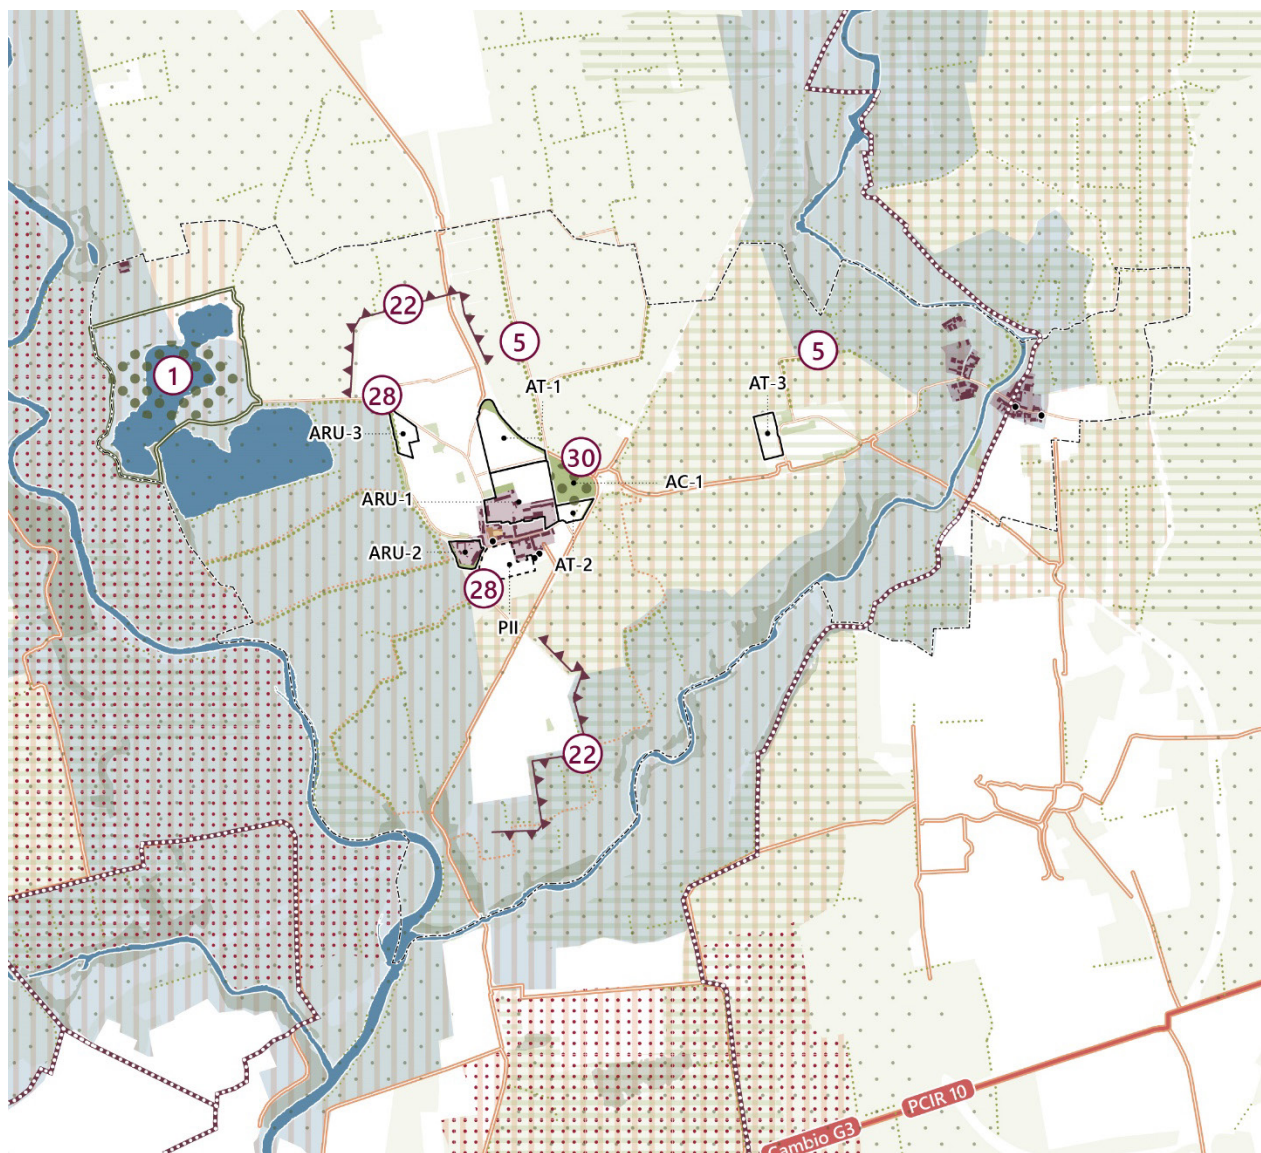 22
5
5
1
AT-1
AT-3
28
ARU-3
30
AC-1
ARU-1
ARU-2
AT-2
28
PII
22
PCIR 10
Cambio G3